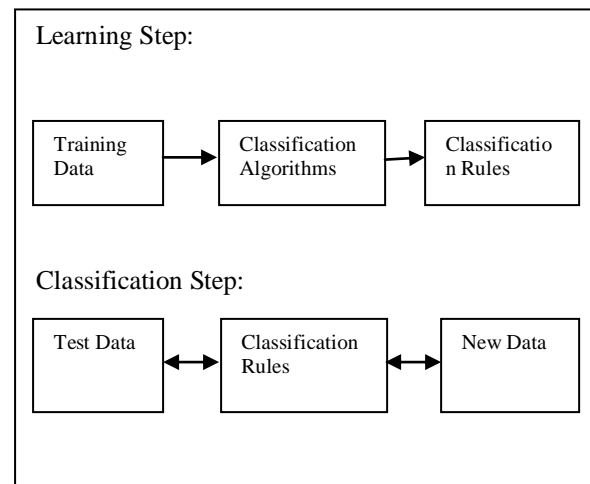 Learning Step:
Training
Data
Classification
Algorithms
Classificatio
n Rules
Classification Step:
Test Data
Classification
Rules
New Data